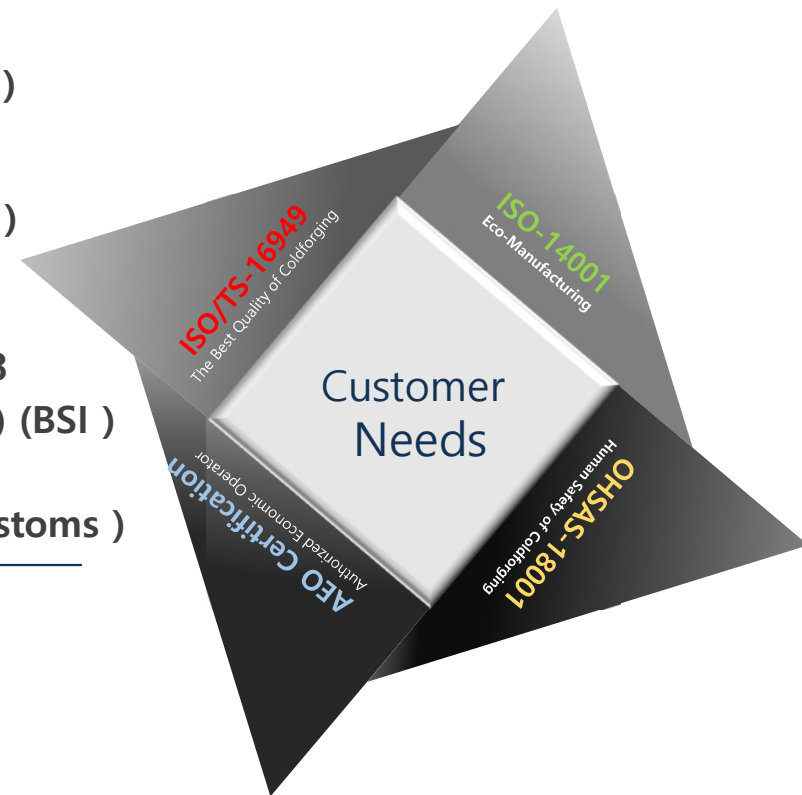 )
)
3
) (BSI )
stoms )
ISO/TS-16949
The Best Quality of Coldforging
ISO-14001
Eco-Manufacturing
Customer
Needs
AEO Certification
Authorized Economic Operator
OHSAS-18001
Human Safety of Coldforging